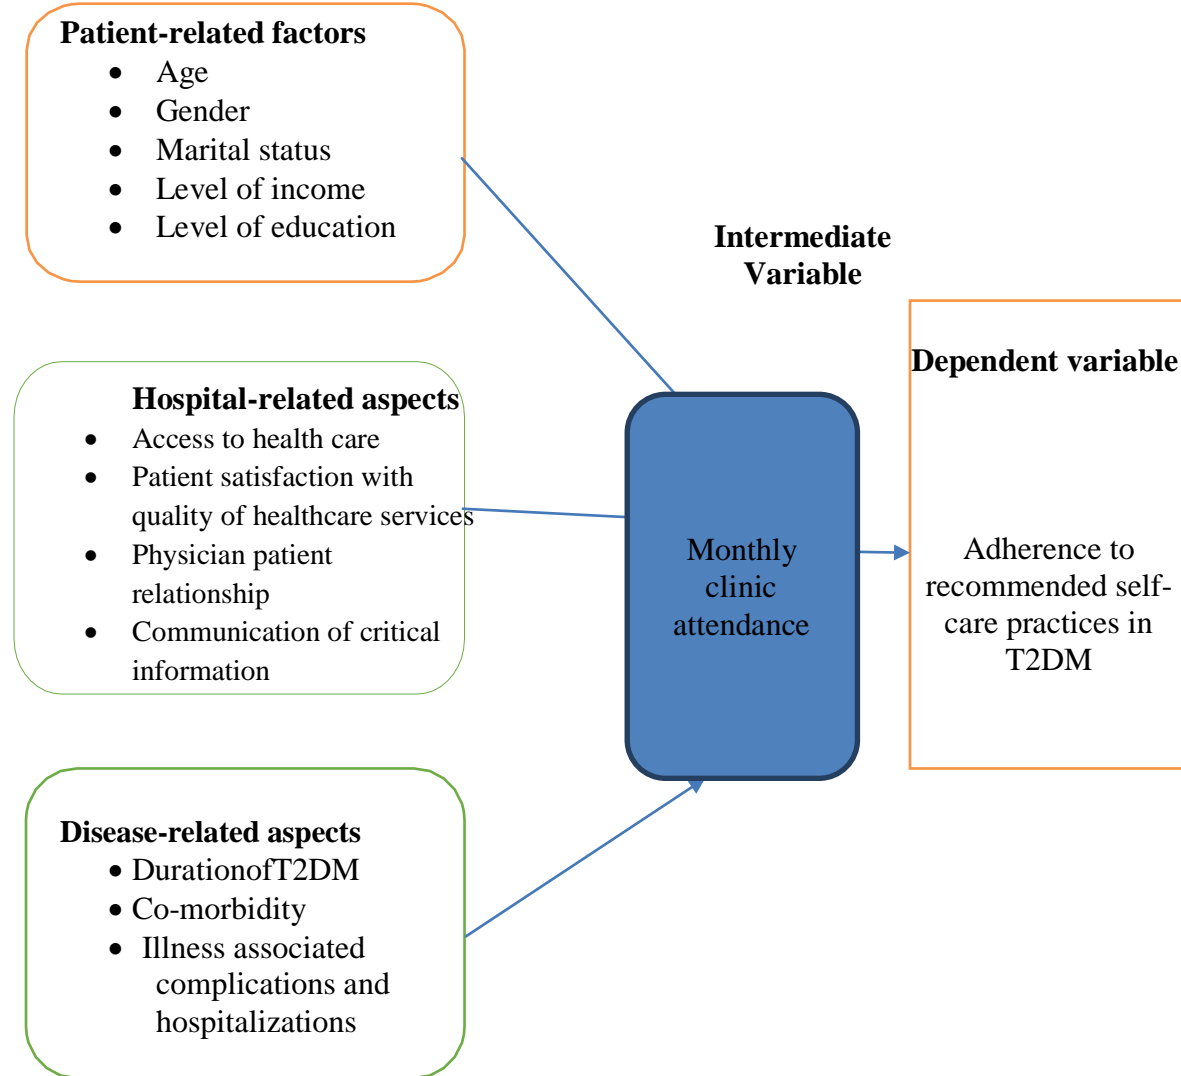 Patient-related factors
• Age
• Gender
• Marital status
• Level of income
• Level of education
Hospital-related aspects
• Access to health care
• Patient satisfaction with
quality of healthcare services
• Physician patient
relationship
• Communication of critical
information
Disease-related aspects
• DurationofT2DM
• Co-morbidity
• Illness associated
complications and
hospitalizations
Intermediate
Variable
Monthly
clinic
attendance
Dependent variable
Adherence to
recommended self-
care practices in
T2DM